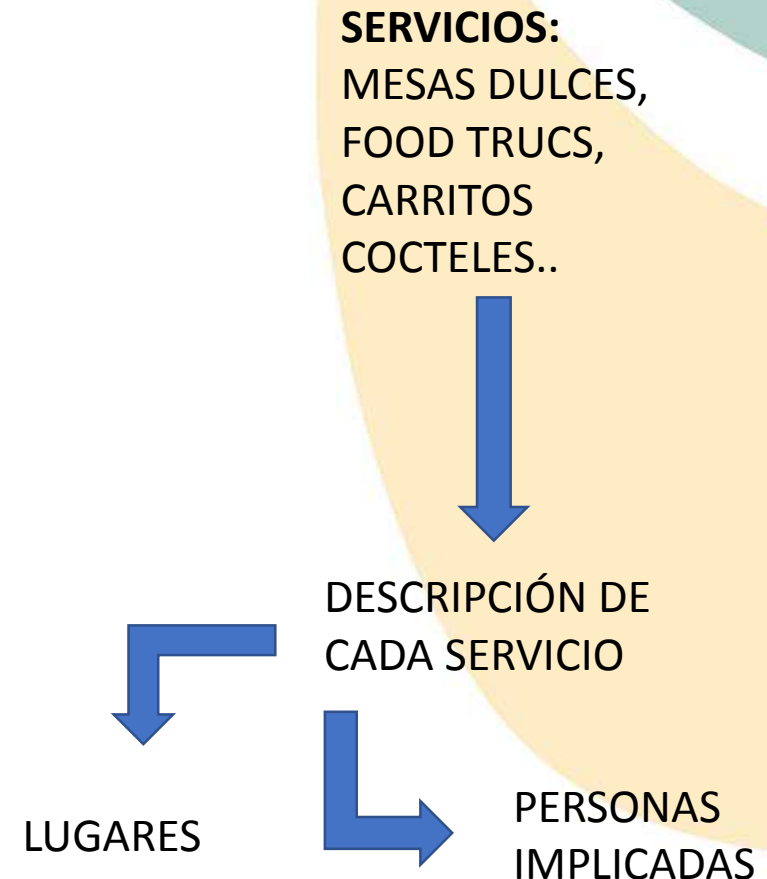 SERVICIOS:
MESAS DULCES,
FOOD TRUCS,
CARRITOS
COCTELES..
DESCRIPCIÓN DE
CADA SERVICIO
LUGARES
PERSONAS
IMPLICADAS